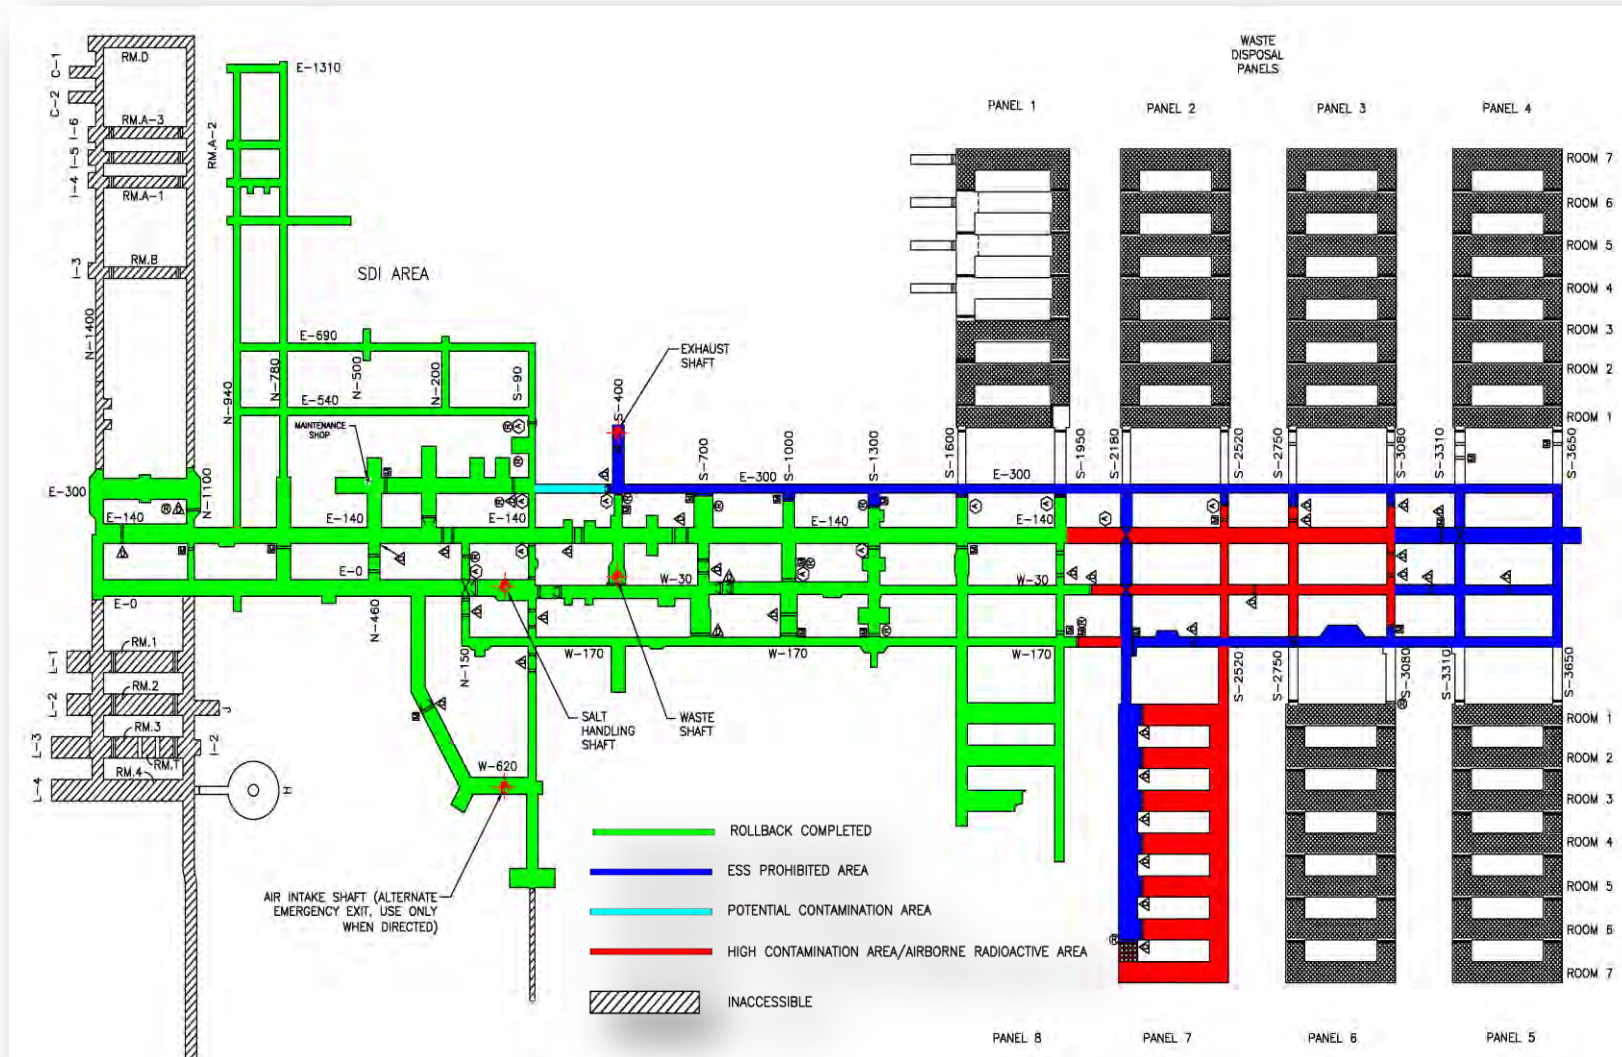 WASTE
DISPOSAL
PANELS
PANEL 1
PANEL 2
PANEL 3
PANEL 4
RM.D
C-1
C-2
E-1310
RM.A-3
I-6
I-5
I-4
RM.A-2
RM.A-1
RM.B
I-3
N-1400
SDI AREA
ROOM 7
ROOM 6
ROOM 5
ROOM 4
ROOM 3
ROOM 2
ROOM 1
E-690
N-940
N-780
N-500
N-200
S-90
E-540
EXHAUST
SHAFT
S-400
MAINTENANCE
SHOP
S-700
S-1000
S-1300
S-1600
S-1950
S-2180
S-2520
S-2750
S-3080
S-3310
S-3650
E-300
E-300
E-300
N-1100
E-140
E-140
E-140
E-140
E-140
E-0
W-30
W-30
E-0
N-460
N-150
RM.1
L-1
W-170
W-170
W-170
S-2520
S-2750
S-3080
S-3310
S-3650
RM.2
L-2
J
RM.3
L-3
I-2
RM.T
RM.4
L-4
H
SALT
HANDLING
SHAFT
WASTE
SHAFT
W-620
ROOM 1
ROOM 2
ROOM 3
ROOM 4
ROOM 5
ROOM 6
ROOM 7
AIR INTAKE SHAFT (ALTERNATE
EMERGENCY EXIT, USE ONLY
WHEN DIRECTED)
ROLLBACK COMPLETED
ESS PROHIBITED AREA
POTENTIAL CONTAMINATION AREA
HIGH CONTAMINATION AREA/AIRBORNE RADIOACTIVE AREA
INACCESSIBLE
PANEL 8
PANEL 7
PANEL 6
PANEL 5